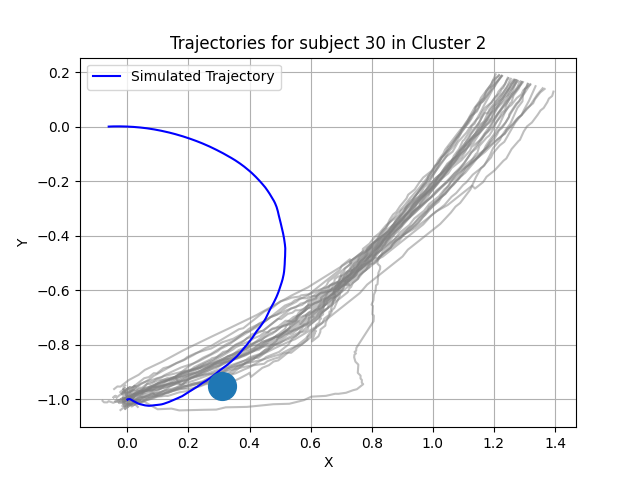 Trajectories for subject 30 in Cluster 2
Simulated Trajectory
0.2
0.0
−0.2
−0.4
−0.6
−0.8
−1.0
Y
0.0 0.2 0.4 0.6 0.8 1.0 1.2 1.4
X